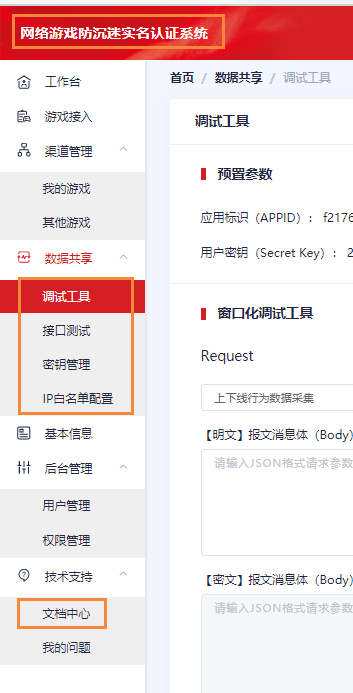 网络游戏防沉迷实名认证系统
工作台
游戏接入
渠道管理
我的游戏
其他游戏
数据共享
调试工具
接口测试
密钥管理
IP白名单配置
基本信息
后台管理
用户管理
权限管理
技术支持
文档中心
我的问题
首页 / 数据共享 / 调试工具
调试工具
预置参数
应用标识（APPID）： f2176
用户密钥（Secret Key）： 2
窗口化调试工具
Request
上下线行为数据采集
【明文】报文消息体（Body）
请输入JSON格式请求参数
【密文】报文消息体（Body）
请输入JSON格式请求参数